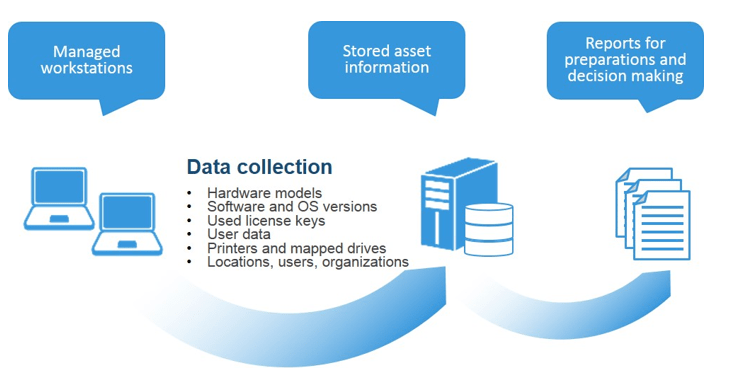 Managed
workstations
Stored asset
information
Reports for
preparations and
decision making
Data collection
• Hardware models
• Software and OS versions
• Used license keys
• User data
• Printers and mapped drives
• Locations, users, organizations